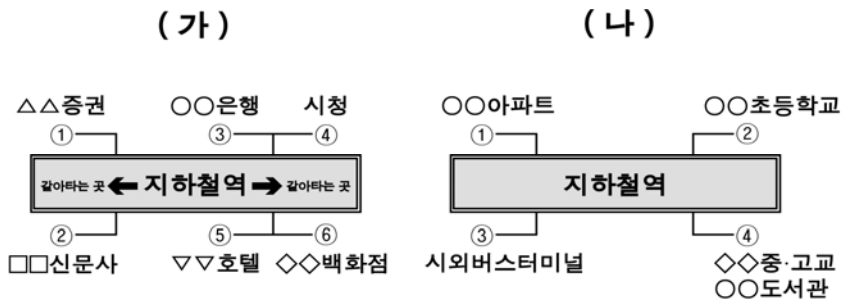 (가)
(나)
△△증권 ○○은행 시청
① ③ ④
갈아타는 곳 ← 지하철역 → 갈아타는 곳
② ⑤ ⑥
□□신문사 ▽▽호텔 ◇◇백화점
○○아파트 ○○초등학교
① ②
지하철역
③ ④
시외버스터미널 ◇◇중·고교
○○도서관